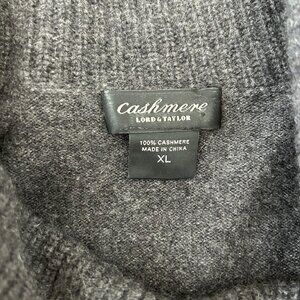 Cashmere
LORD & TAYLOR
100% CASHMERE
MADE IN CHINA
XL